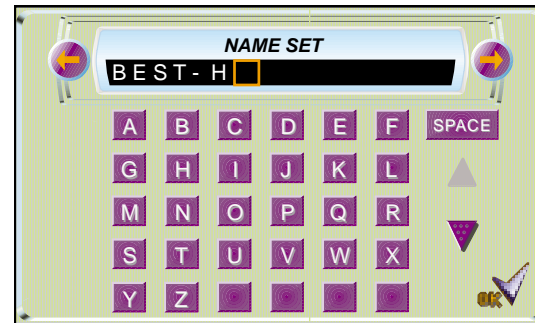 NAME SET
BEST-H
A B C D E F SPACE
G H I J K L
M N O P Q R
S T U V W X
Y Z
OK